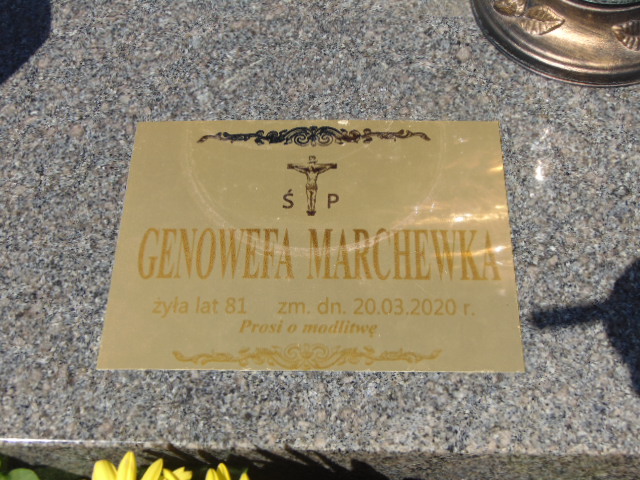 Ś P
GENOWEFA MARCHEWKA
żyła lat 81 zm. dn. 20.03.2020 r.
Prosi o modlitwę